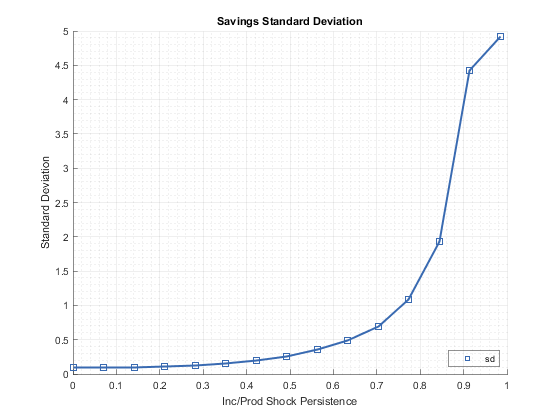 Savings Standard Deviation
5
4.5
4
3.5
3
2.5
2
1.5
1
0.5
0
Standard Deviation
sd
0 0.1 0.2 0.3 0.4 0.5 0.6 0.7 0.8 0.9 1
Inc/Prod Shock Persistence